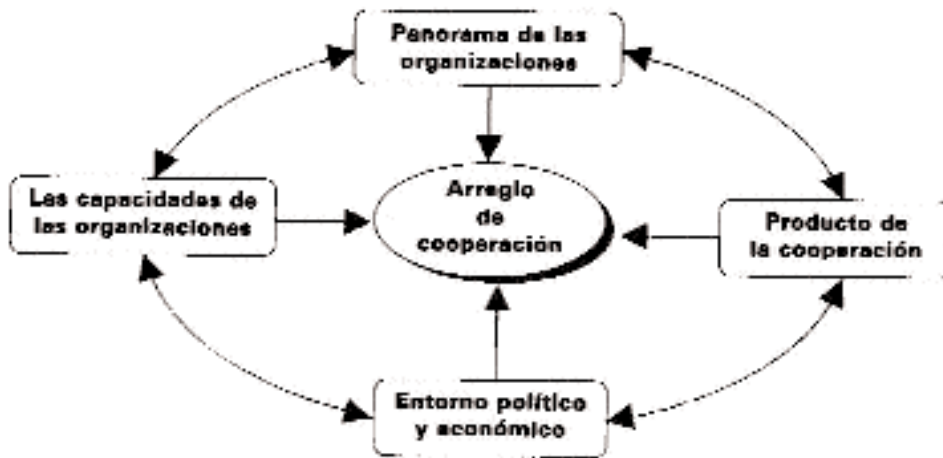 Panorama de las
organizaciones
Las capacidades de
las organizaciones
Arreglo
de
cooperación
Producto de
la cooperación
Entorno político
y económico